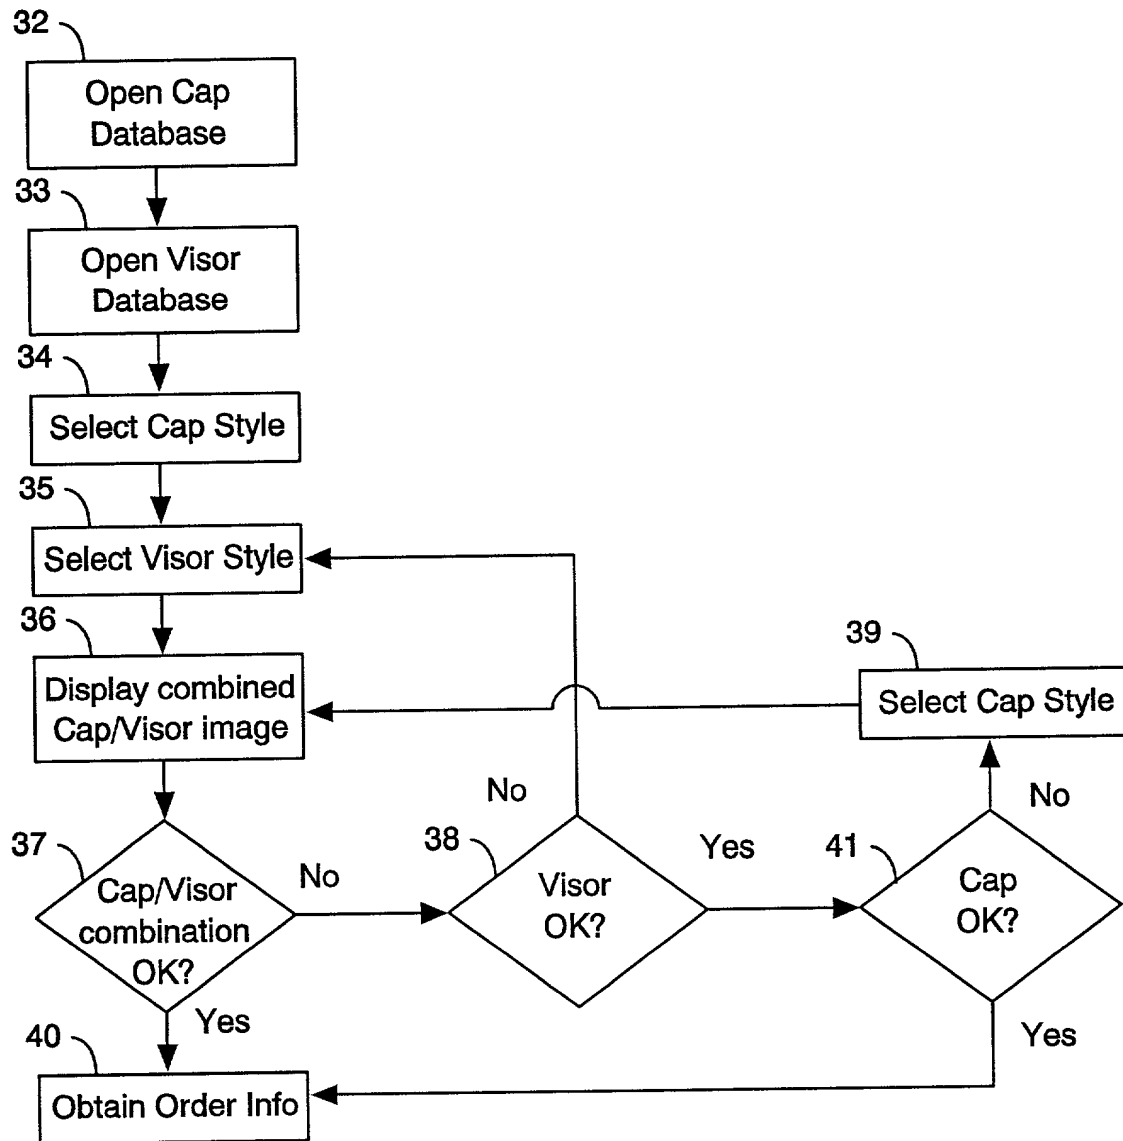 32
Open Cap
Database
33
Open Visor
Database
34
Select Cap Style
35
Select Visor Style
36
Display combined
Cap/Visor image
39
Select Cap Style
37
Cap/Visor
combination
OK?
No
Yes
38
Visor
OK?
No
Yes
41
Cap
OK?
No
Yes
40
Obtain Order Info